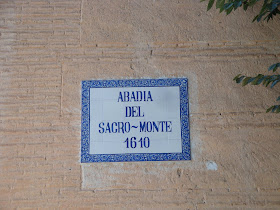 ABADIA
DEL
SACRO~MONTE
1610